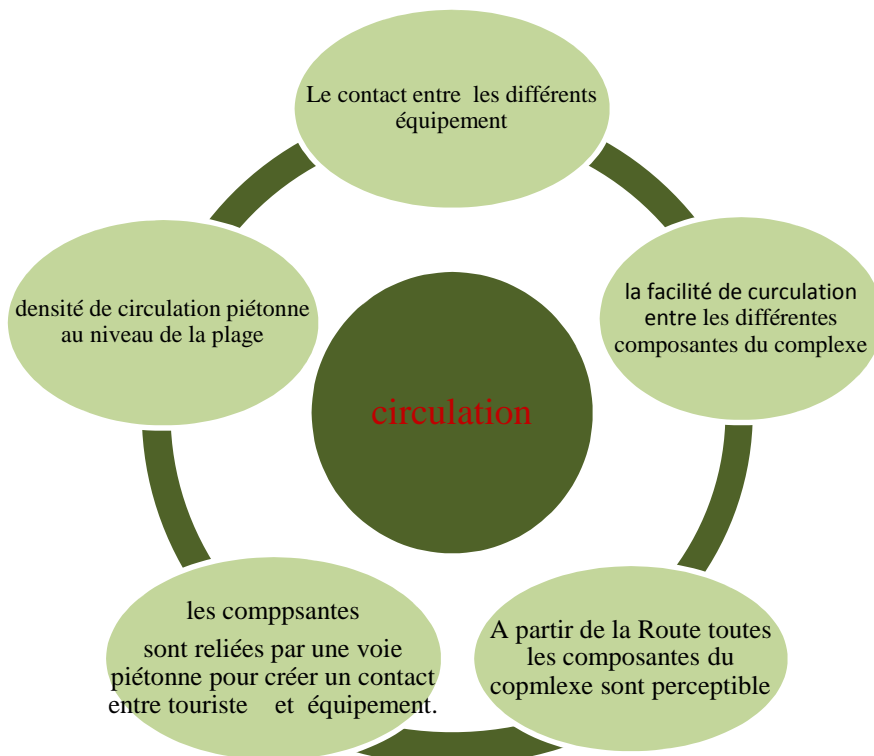 Le contact entre les différents
équipement
la facilité de curculation
entre les différentes
composantes du complexe
A partir de la Route toutes
les composantes du
copmlexe sont perceptible
les comppsantes
sont reliées par une voie
piétonne pour créer un contact
entre touriste et équipement.
densité de circulation piétonne
au niveau de la plage
circulation